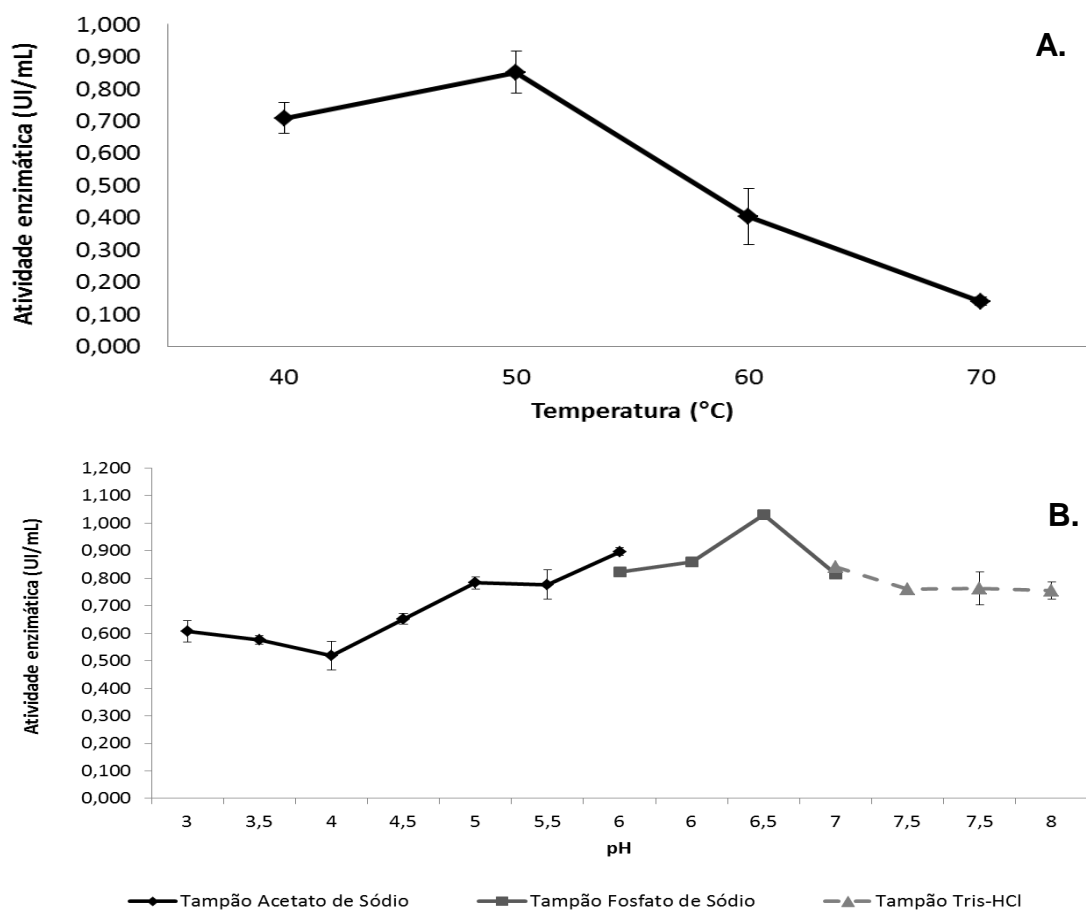 A.
Atividade enzimática (UI/mL)
1,000
0,900
0,800
0,700
0,600
0,500
0,400
0,300
0,200
0,100
0,000
40 50 60 70
Temperatura (°C)
B.
Atividade enzimática (UI/mL)
1,200
1,100
1,000
0,900
0,800
0,700
0,600
0,500
0,400
0,300
0,200
0,100
0,000
3 3,5 4 4,5 5 5,5 6 6 6,5 7 7,5 7,5 8
pH
Tampão Acetato de Sódio Tampão Fosfato de Sódio Tampão Tris-HCl